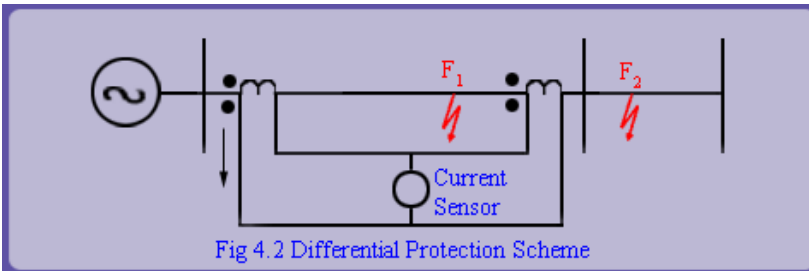 F1
F2
Current
Sensor
Fig 4.2 Differential Protection Scheme